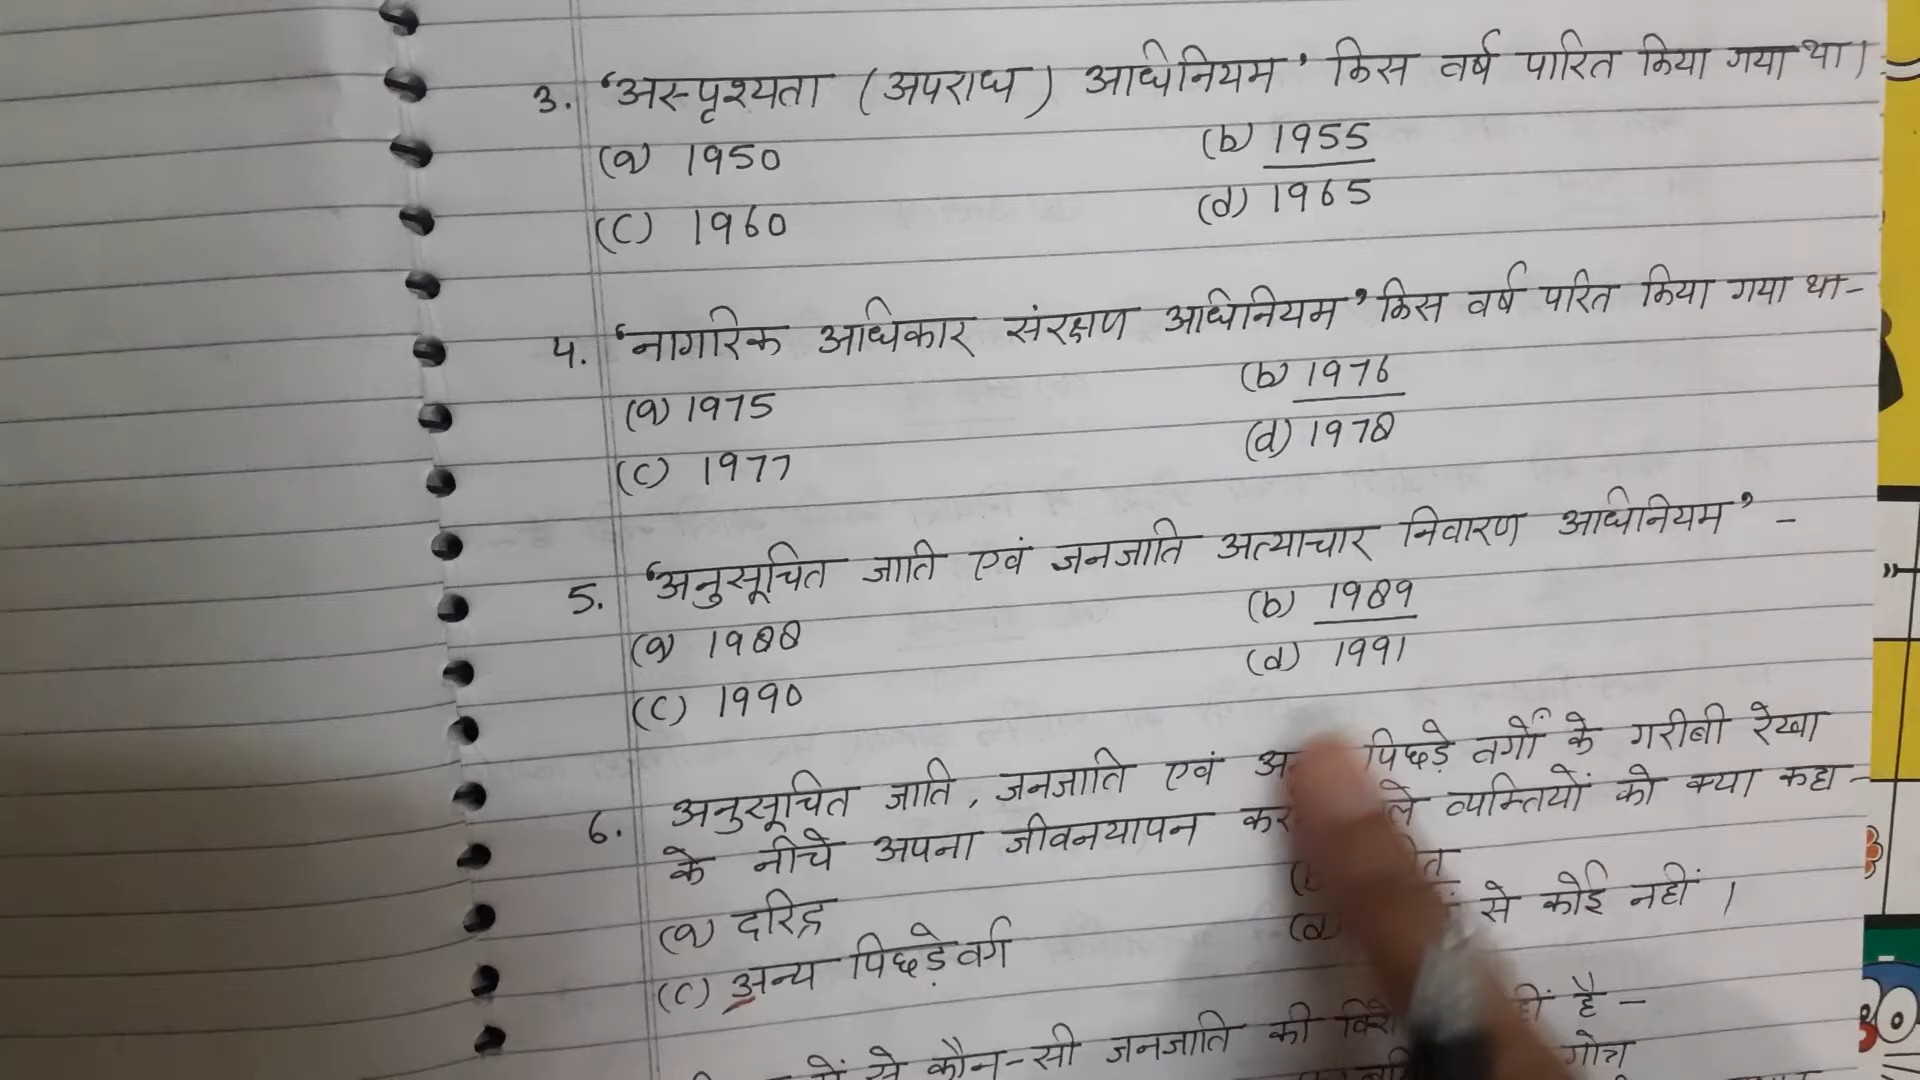 3. 'अस्पृश्यता (अपराध) अधिनियम' किस वर्ष पारित किया गया था।
(a) 1950 (b) 1955
(c) 1960 (d) 1965
4. 'नागरिक अधिकार संरक्षण अधिनियम' किस वर्ष परित किया गया था-
(a) 1975 (b) 1976
(c) 1977 (d) 1978
5. 'अनुसूचित जाति एवं जनजाति अत्याचार निवारण अधिनियम' -
(a) 1988 (b) 1989
(c) 1990 (d) 1991
6. अनुसूचित जाति, जनजाति एवं पिछड़े वर्गों के गरीबी रेखा
के नीचे अपना जीवनयापन व्यक्तियों को क्या कहा -
(a) दरिद्र
(c) अन्य पिछड़े वर्ग (d) से कोई नहीं।
में से कौन-सी जनजाति की है -
गोत्र